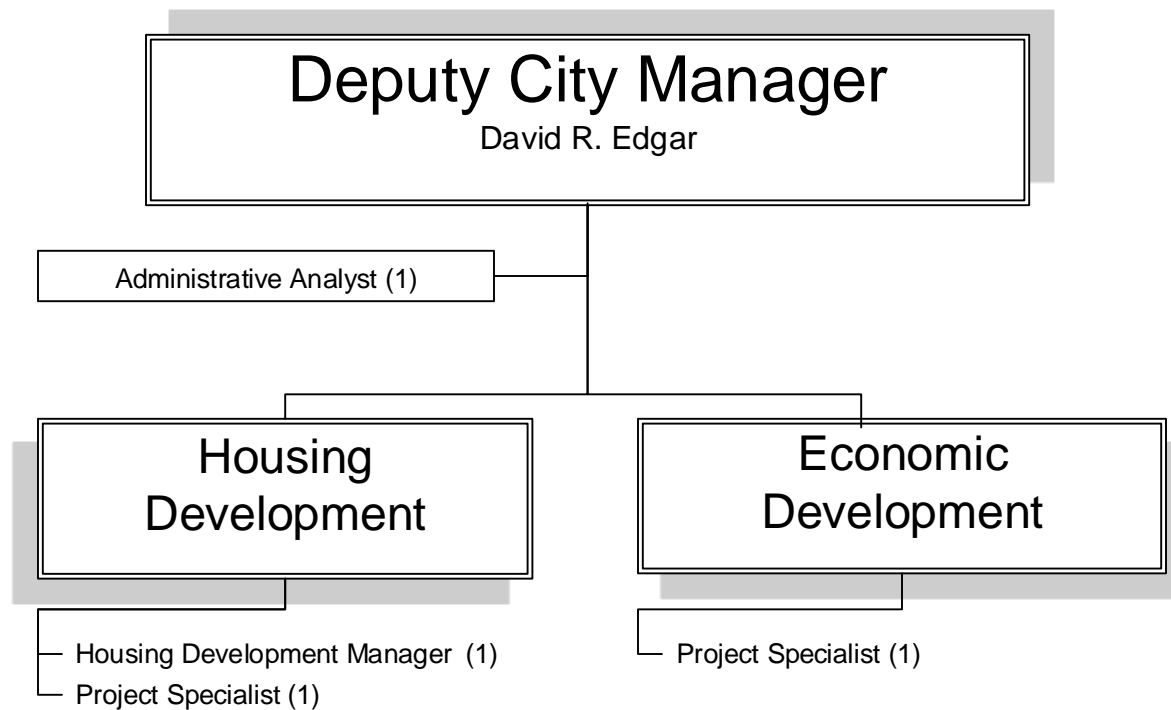 Deputy City Manager
David R. Edgar
Administrative Analyst (1)
Housing
Development
Housing Development Manager (1)
Project Specialist (1)
Economic
Development
Project Specialist (1)